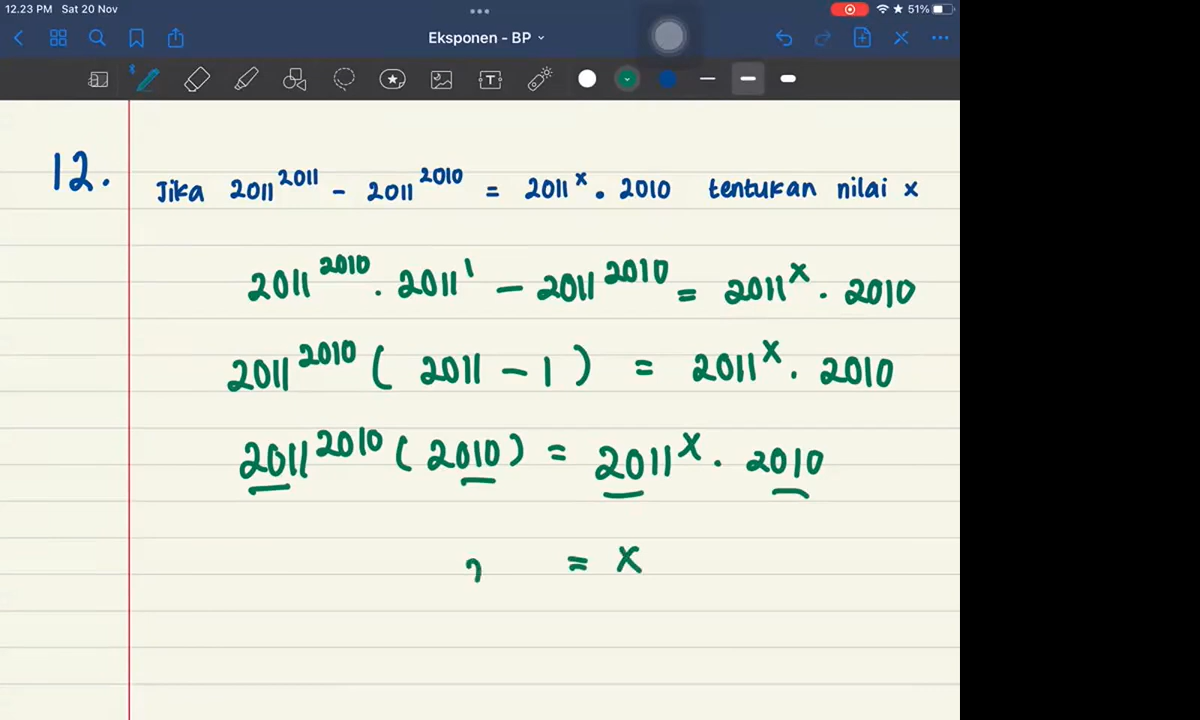 12.23 PM Sat 20 Nov
51%
Eksponen - BP
12. Jika 2011^2011 - 2011^2010 = 2011^x . 2010 tentukan nilai x
2011^2010 . 2011^1 - 2011^2010 = 2011^x . 2010
2011^2010 ( 2011 - 1 ) = 2011^x . 2010
2011^2010 ( 2010 ) = 2011^x . 2010
= x